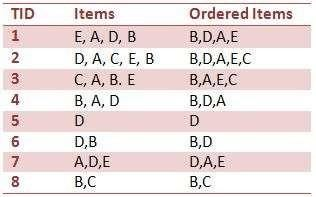 TID Items Ordered Items
1 E, A, D, B B,D,A,E
2 D, A, C, E, B B,D,A,E,C
3 C, A, B. E B,A,E,C
4 B, A, D B,D,A
5 D D
6 D,B B,D
7 A,D,E D,A,E
8 B,C B,C